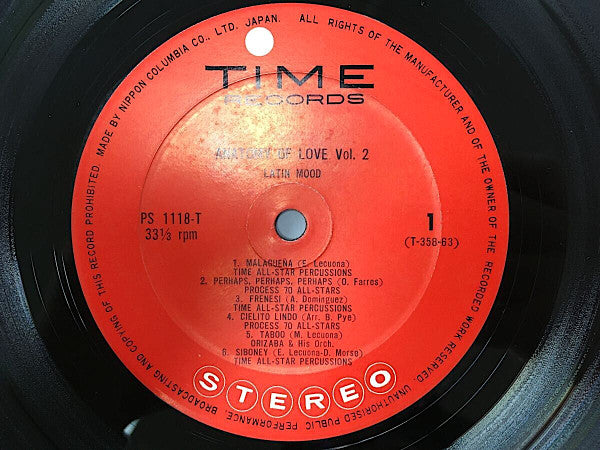 TIME
RECORDS
ANATOMY OF LOVE Vol. 2
LATIN MOOD
PS 1118-T
33⅓ rpm
1
(T-358-63)
1. MALAGUEÑA (E. Lecuona)
TIME ALL-STAR PERCUSSIONS
2. PERHAPS, PERHAPS, PERHAPS (O. Farres)
PROCESS 70 ALL-STARS
3. FRENESI (A. Dominguez)
TIME ALL-STAR PERCUSSIONS
4. CIELITO LINDO (Arr. B. Pye)
PROCESS 70 ALL-STARS
5. TABOO (M. Lecuona)
ORIZABA & His Orch.
6. SIBONEY (E. Lecuona-D. Morse)
TIME ALL-STAR PERCUSSIONS
STEREO
MADE BY NIPPON COLUMBIA CO., LTD. JAPAN. ALL RIGHTS OF THE MANUFACTURER AND OF THE OWNER OF THE RECORDED WORK RESERVED. UNAUTHORISED PUBLIC PERFORMANCE, BROADCASTING AND COPYING OF THIS RECORD PROHIBITED.